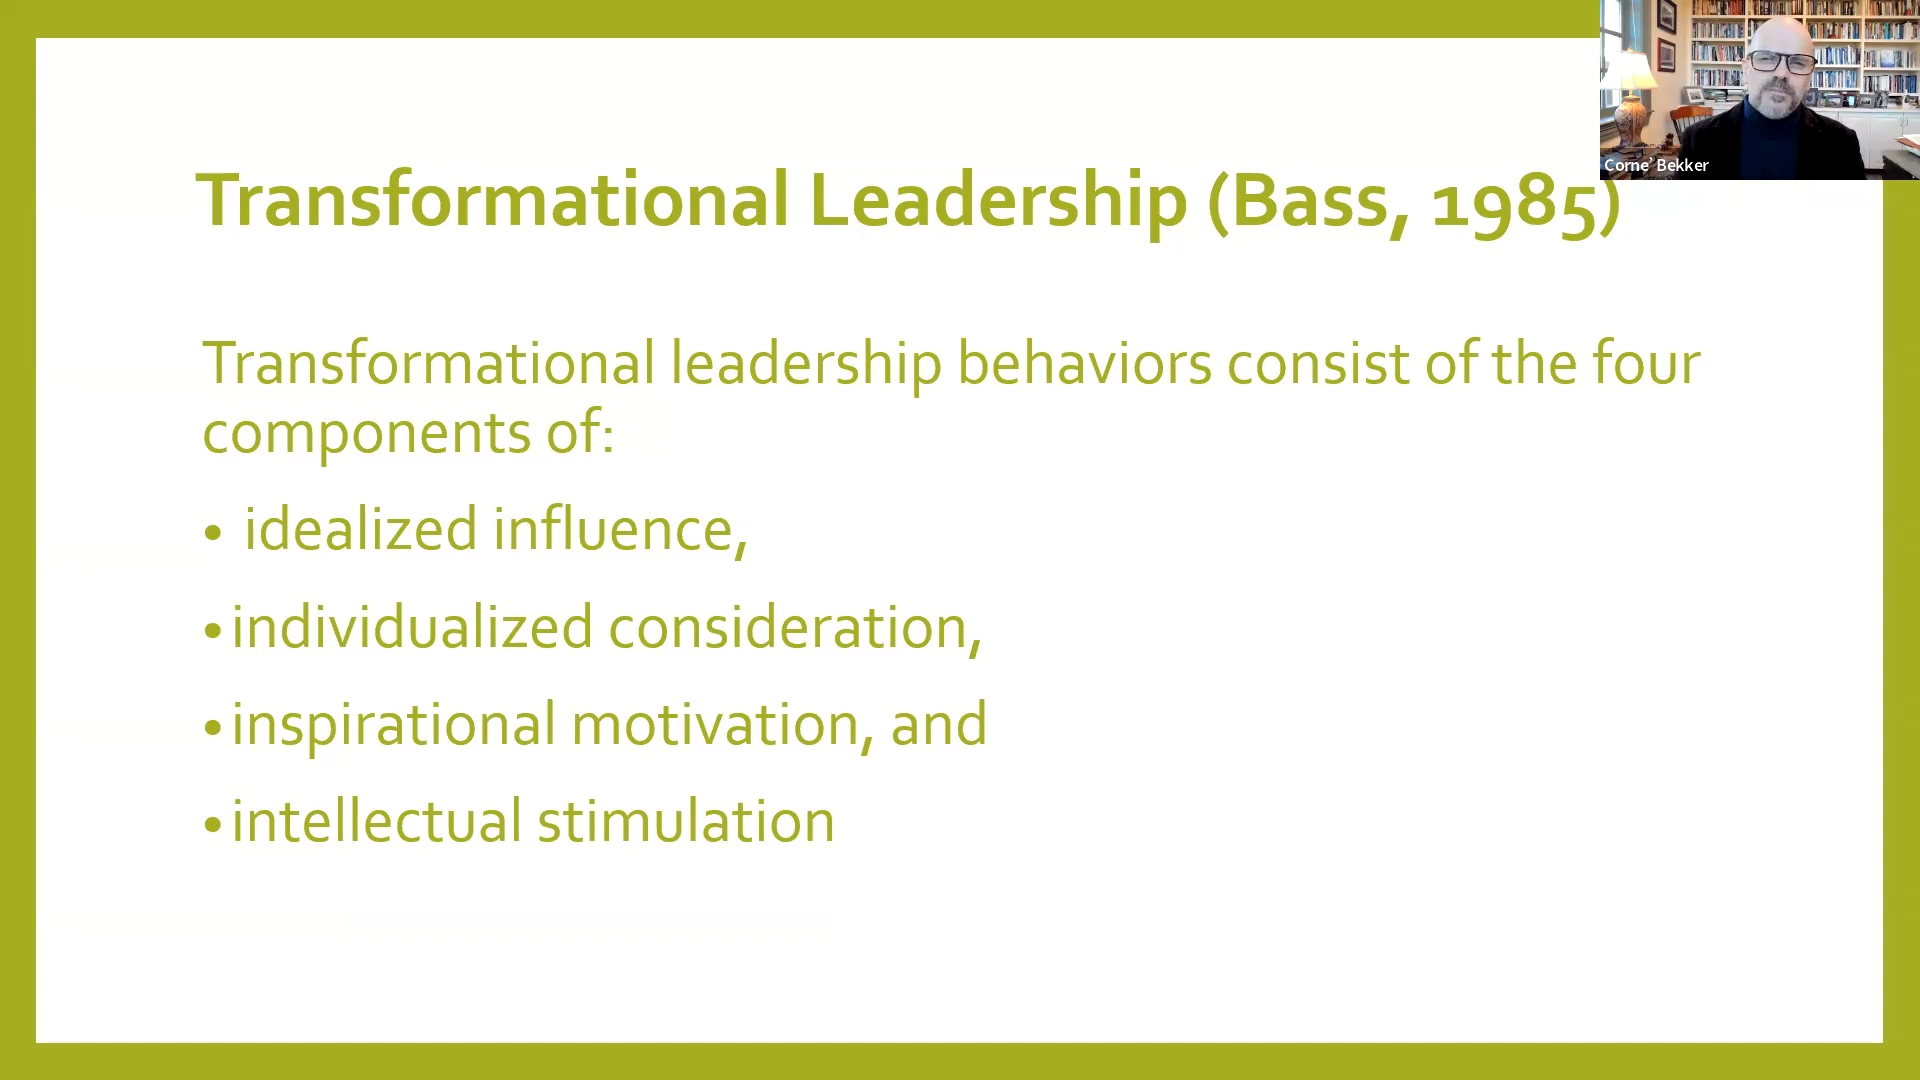 Corne' Bekker
Transformational Leadership (Bass, 1985)
Transformational leadership behaviors consist of the four
components of:
• idealized influence,
• individualized consideration,
• inspirational motivation, and
• intellectual stimulation